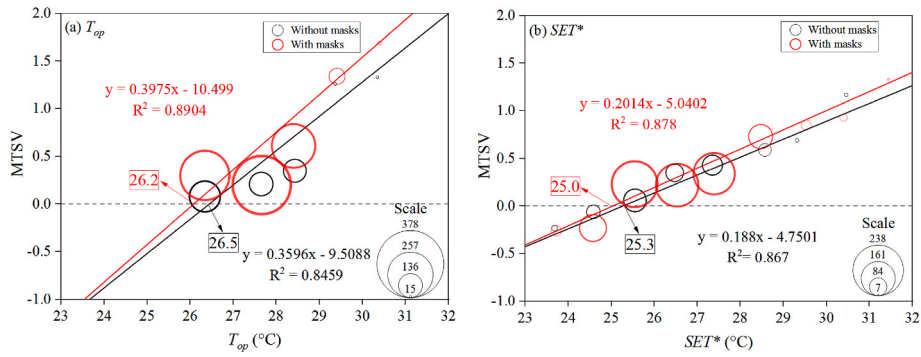 (a) T_op
Without masks
With masks
y = 0.3975x - 10.499
R² = 0.8904
26.2
26.5
y = 0.3596x - 9.5088
R² = 0.8459
Scale
378
257
136
15
MTSV
2.0
1.5
1.0
0.5
0.0
-0.5
-1.0
23 24 25 26 27 28 29 30 31 32
T_op (°C)
(b) SET*
Without masks
With masks
y = 0.2014x - 5.0402
R² = 0.878
25.0
25.3
y = 0.188x - 4.7501
R²= 0.867
Scale
238
161
84
7
MTSV
2.0
1.5
1.0
0.5
0.0
-0.5
-1.0
23 24 25 26 27 28 29 30 31 32
SET* (°C)